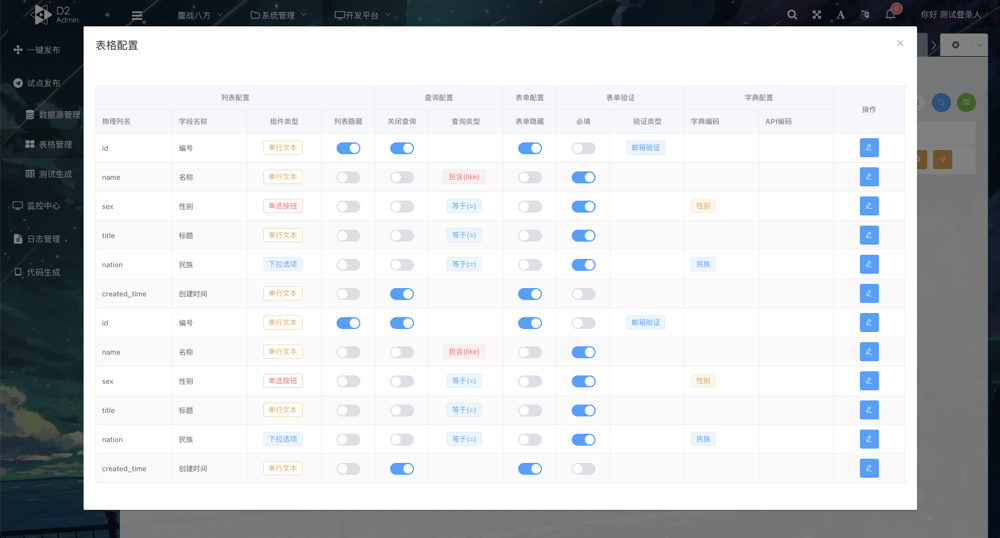 D2 Admin
鏖战八方
系统管理
开发平台
A
0
你好 测试登录人
一键发布
试点发布
数据源管理
表格管理
测试生成
监控中心
日志管理
代码生成
表格配置
列表配置 查询配置 表单配置 表单验证 字典配置 操作
物理列名 字段名称 组件类型 列表隐藏 关闭查询 查询类型 表单隐藏 必填 验证类型 字典编码 API编码
id 编号 单行文本 邮箱验证
name 名称 单行文本 包含(like)
sex 性别 单选按钮 等于(=) 性别
title 标题 单行文本 等于(=)
nation 民族 下拉选项 等于(=) 民族
created_time 创建时间 单行文本
id 编号 单行文本 邮箱验证
name 名称 单行文本 包含(like)
sex 性别 单选按钮 等于(=) 性别
title 标题 单行文本 等于(=)
nation 民族 下拉选项 等于(=) 民族
created_time 创建时间 单行文本